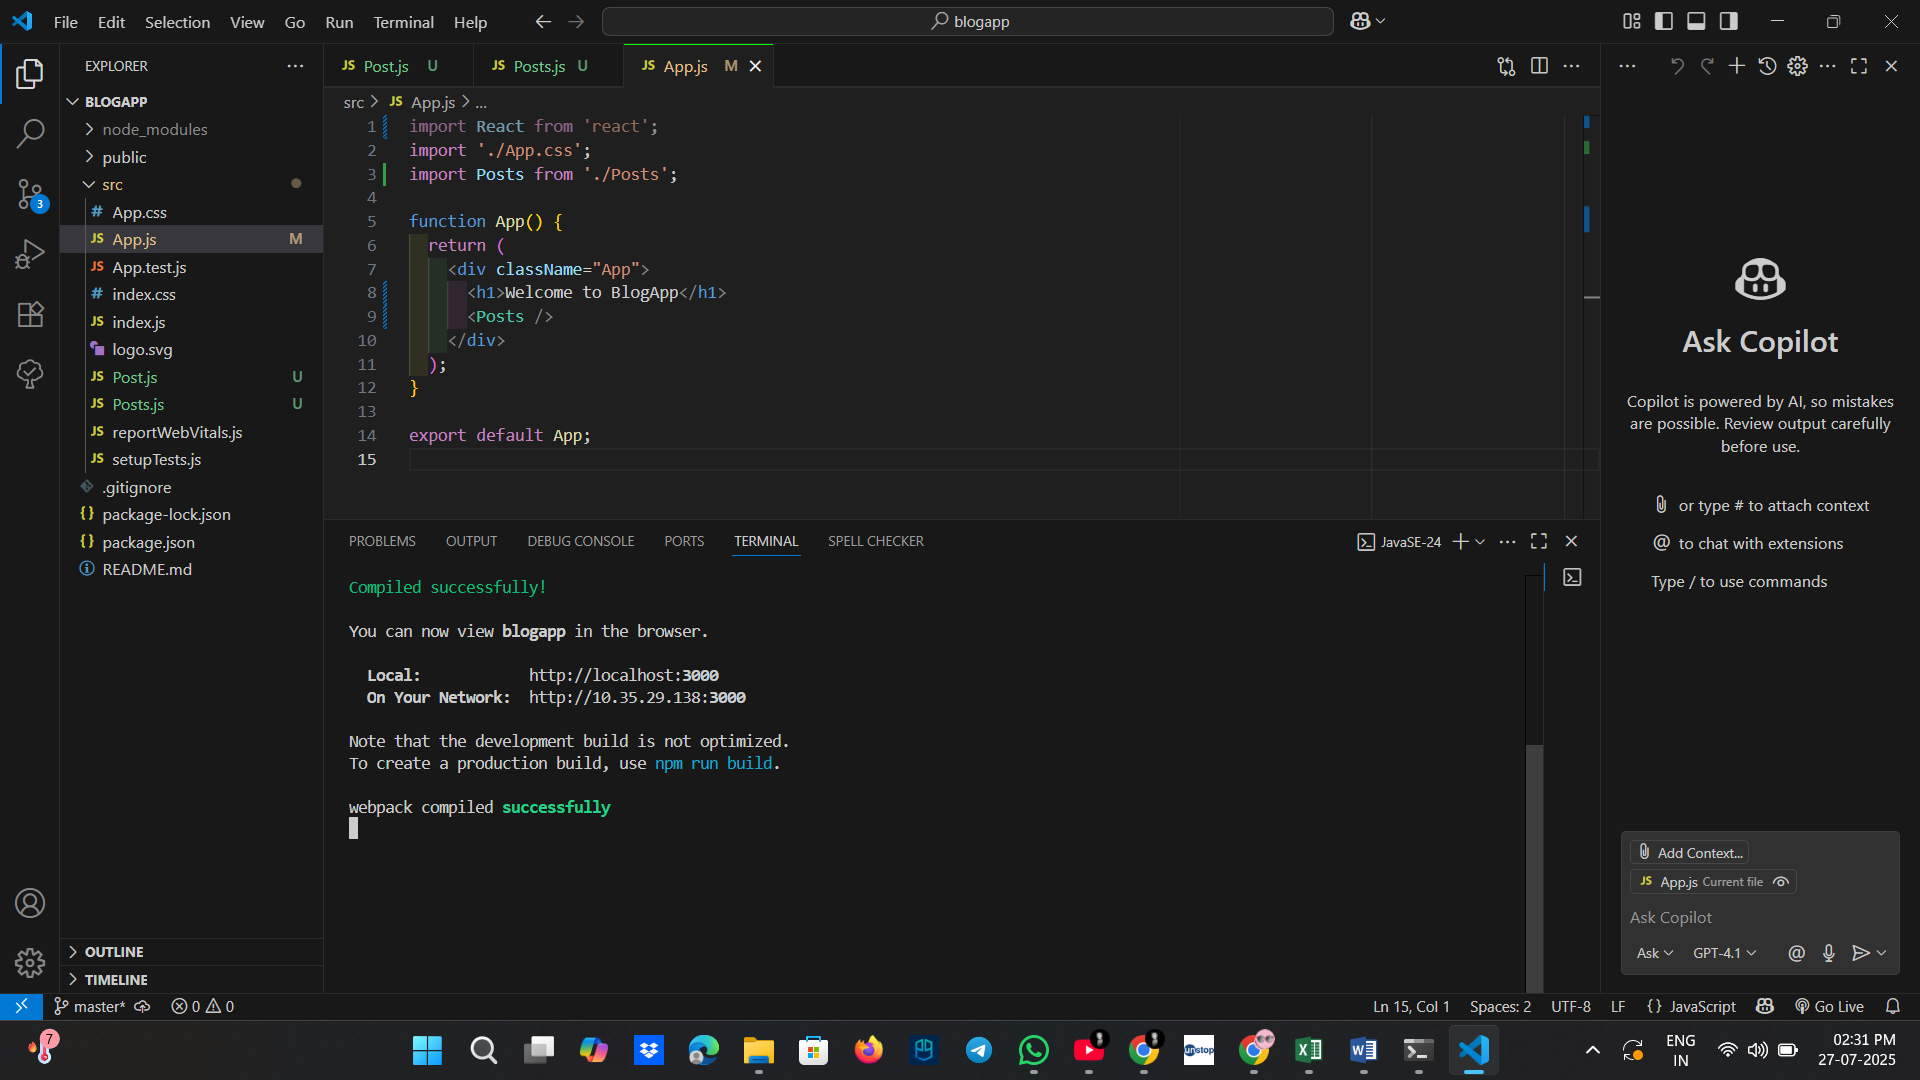 File Edit Selection View Go Run Terminal Help
blogapp
EXPLORER
BLOGAPP
node_modules
public
src
App.css
App.js M
App.test.js
index.css
index.js
logo.svg
Post.js U
Posts.js U
reportWebVitals.js
setupTests.js
.gitignore
package-lock.json
package.json
README.md
OUTLINE
TIMELINE
3
JS Post.js U
JS Posts.js U
JS App.js M
src > JS App.js > ...
1 import React from 'react';
2 import './App.css';
3 import Posts from './Posts';
4
5 function App() {
6 return (
7 <div className="App">
8 <h1>Welcome to BlogApp</h1>
9 <Posts />
10 </div>
11 );
12 }
13
14 export default App;
15
PROBLEMS OUTPUT DEBUG CONSOLE PORTS TERMINAL SPELL CHECKER
JavaSE-24
Compiled successfully!
You can now view blogapp in the browser.
Local: http://localhost:3000
On Your Network: http://10.35.29.138:3000
Note that the development build is not optimized.
To create a production build, use npm run build.
webpack compiled successfully
Ask Copilot
Copilot is powered by AI, so mistakes
are possible. Review output carefully
before use.
or type # to attach context
@ to chat with extensions
Type / to use commands
Add Context...
JS App.js Current file
Ask Copilot
Ask GPT-4.1
master* 0 0
Ln 15, Col 1 Spaces: 2 UTF-8 LF {} JavaScript Go Live
7
unstop
ENG
IN
02:31 PM
27-07-2025